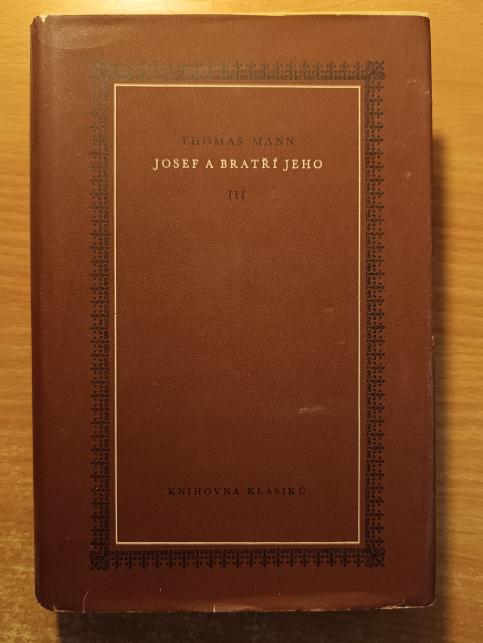 THOMAS MANN
JOSEF A BRATŘÍ JEHO
III
KNIHOVNA KLASIKŮ